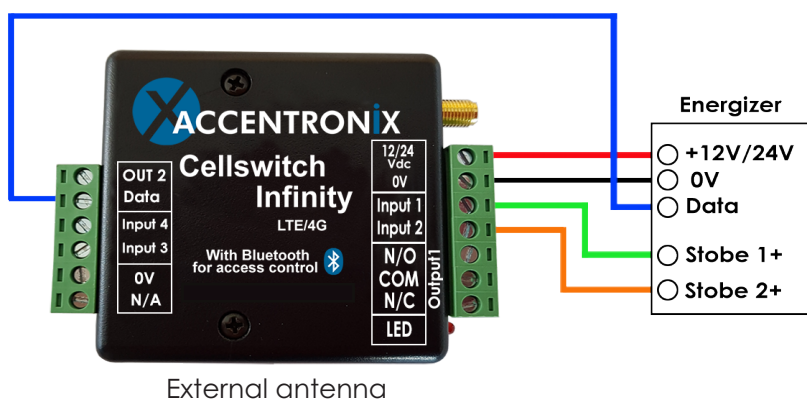 ACCENTRONiX
Cellswitch
Infinity
LTE/4G
With Bluetooth
for access control
OUT 2
Data
Input 4
Input 3
0V
N/A
12/24
Vdc
0V
Input 1
Input 2
N/O
COM
N/C
Output1
LED
Energizer
+12V/24V
0V
Data
Stobe 1+
Stobe 2+
External antenna